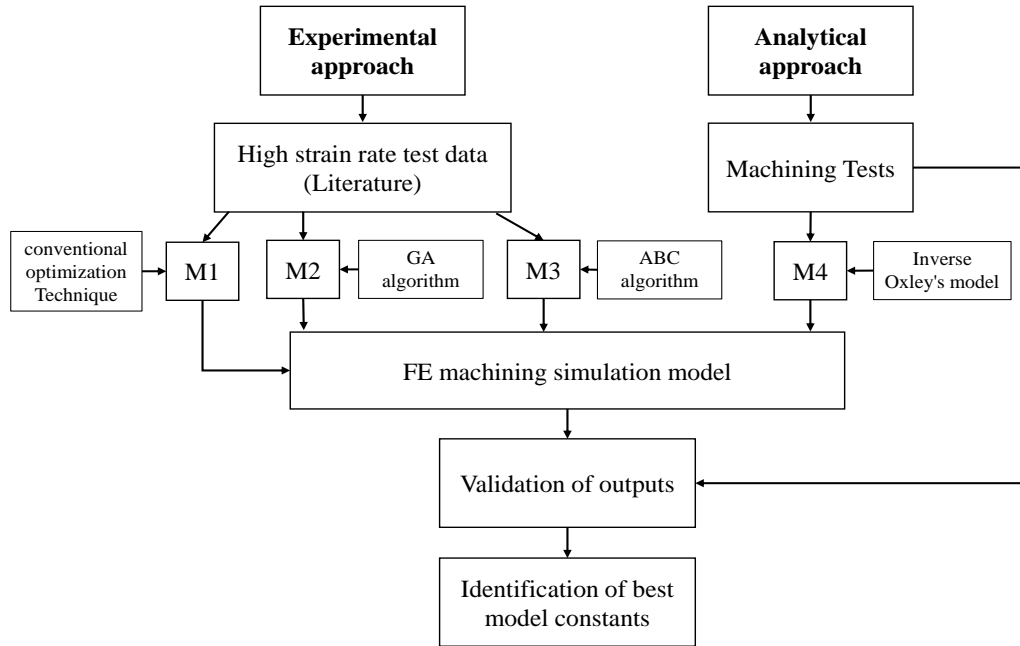 Experimental
approach
Analytical
approach
High strain rate test data
(Literature)
Machining Tests
conventional
optimization
Technique
M1
M2
GA
algorithm
M3
ABC
algorithm
M4
Inverse
Oxley's model
FE machining simulation model
Validation of outputs
Identification of best
model constants